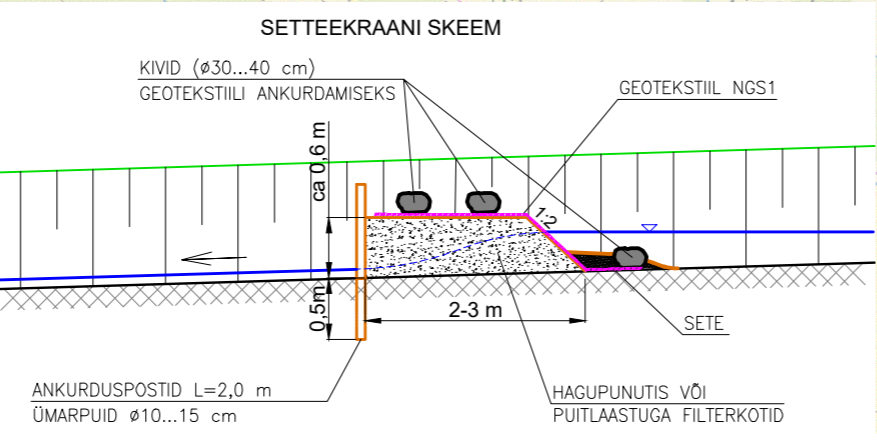 SETTEEKRAANI SKEEM
KIVID (ø30...40 cm)
GEOTEKSTIILI ANKURDAMISEKS
GEOTEKSTIIL NGS1
ca 0,6 m
1:2
0,5m
2-3 m
SETE
ANKURDUSPOSTID L=2,0 m
ÜMARPUID ø10...15 cm
HAGUPUNUTIS VÕI
PUITLAASTUGA FILTERKOTID